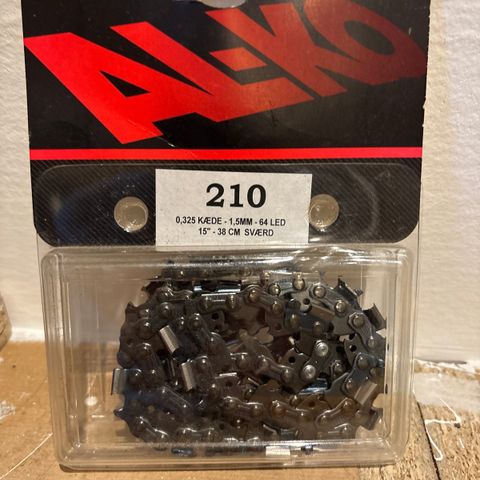 AL-KO
210
0,325 KÆDE - 1,5MM - 64 LED
15" - 38 CM SVÆRD